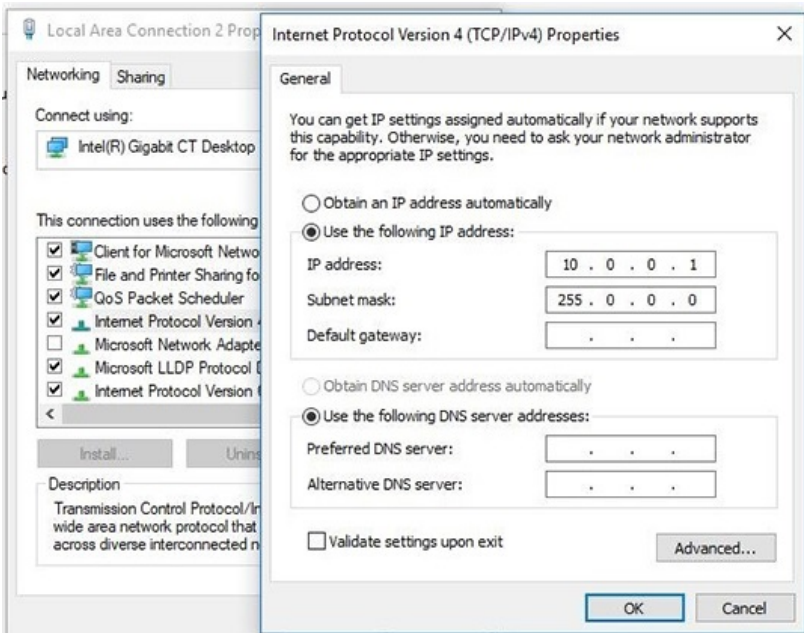 Local Area Connection 2 Prop
Networking
Sharing
Connect using:
Intel(R) Gigabit CT Desktop
This connection uses the following
Client for Microsoft Netwo
File and Printer Sharing fo
QoS Packet Scheduler
Internet Protocol Version 4
Microsoft Network Adapte
Microsoft LLDP Protocol D
Internet Protocol Version 6
Install...
Unins
Description
Transmission Control Protocol/In
wide area network protocol that
across diverse interconnected n
Internet Protocol Version 4 (TCP/IPv4) Properties
General
You can get IP settings assigned automatically if your network supports
this capability. Otherwise, you need to ask your network administrator
for the appropriate IP settings.
Obtain an IP address automatically
Use the following IP address:
IP address: 10 . 0 . 0 . 1
Subnet mask: 255 . 0 . 0 . 0
Default gateway: . . .
Obtain DNS server address automatically
Use the following DNS server addresses:
Preferred DNS server: . . .
Alternative DNS server: . . .
Validate settings upon exit
Advanced...
OK
Cancel